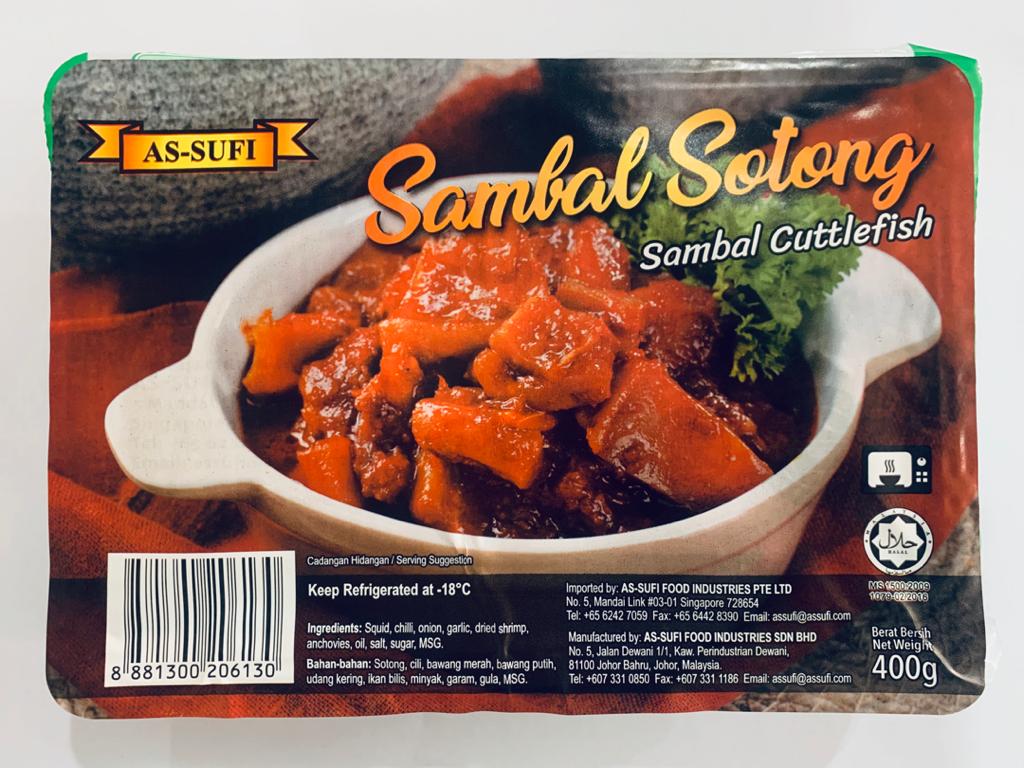 AS-SUFI
Sambal Sotong
Sambal Cuttlefish
Cadangan Hidangan / Serving Suggestion
Keep Refrigerated at -18°C
Ingredients: Squid, chilli, onion, garlic, dried shrimp,
anchovies, oil, salt, sugar, MSG.
Bahan-bahan: Sotong, cili, bawang merah, bawang putih,
udang kering, ikan bilis, minyak, garam, gula, MSG.
8 881300 206130
Imported by: AS-SUFI FOOD INDUSTRIES PTE LTD
No. 5, Mandai Link #03-01 Singapore 728654
Tel: +65 6242 7059 Fax: +65 6442 8390 Email: assufi@assufi.com
Manufactured by: AS-SUFI FOOD INDUSTRIES SDN BHD
No. 5, Jalan Dewani 1/1, Kaw. Perindustrian Dewani,
81100 Johor Bahru, Johor, Malaysia.
Tel: +607 331 0850 Fax: +607 331 1186 Email: assufi@assufi.com
حلال
HALAL
MS 1500:2009
1079-02/2016
Berat Bersih
Net Weight
400g